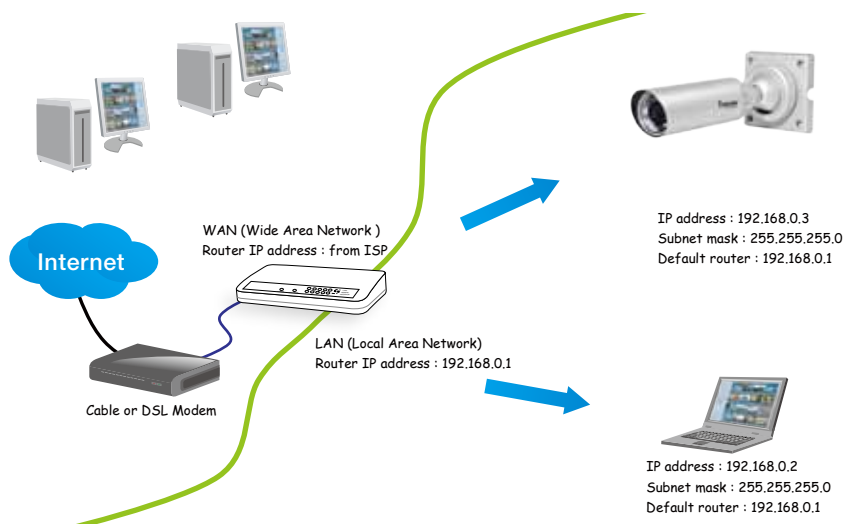 WAN (Wide Area Network )
Router IP address : from ISP
Internet
Cable or DSL Modem
LAN (Local Area Network)
Router IP address : 192.168.0.1
IP address : 192.168.0.3
Subnet mask : 255.255.255.0
Default router : 192.168.0.1
IP address : 192.168.0.2
Subnet mask : 255.255.255.0
Default router : 192.168.0.1